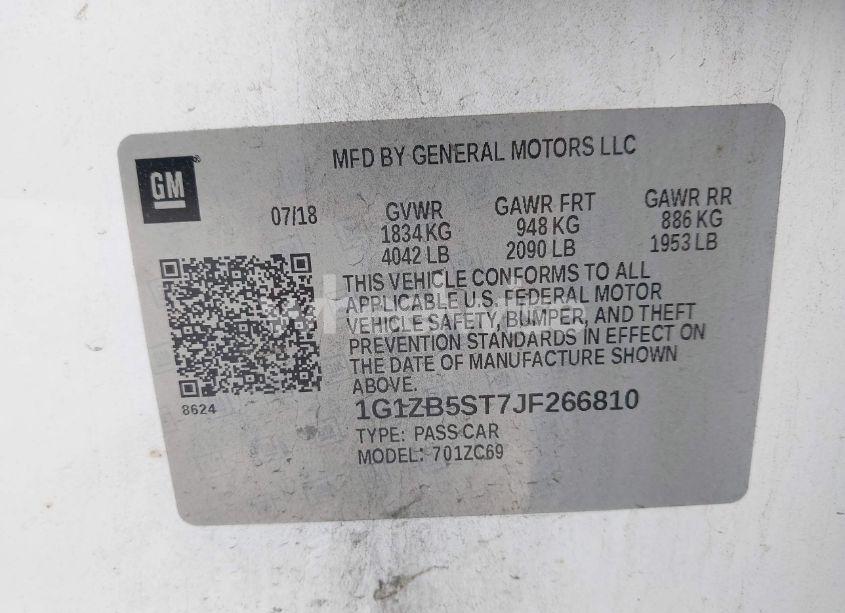 MFD BY GENERAL MOTORS LLC
GM
07/18
GVWR
1834 KG
4042 LB
GAWR FRT
948 KG
2090 LB
GAWR RR
886 KG
1953 LB
THIS VEHICLE CONFORMS TO ALL
APPLICABLE U.S. FEDERAL MOTOR
VEHICLE SAFETY, BUMPER, AND THEFT
PREVENTION STANDARDS IN EFFECT ON
THE DATE OF MANUFACTURE SHOWN
ABOVE.
8624
1G1ZB5ST7JF266810
TYPE: PASS CAR
MODEL: 701ZC69